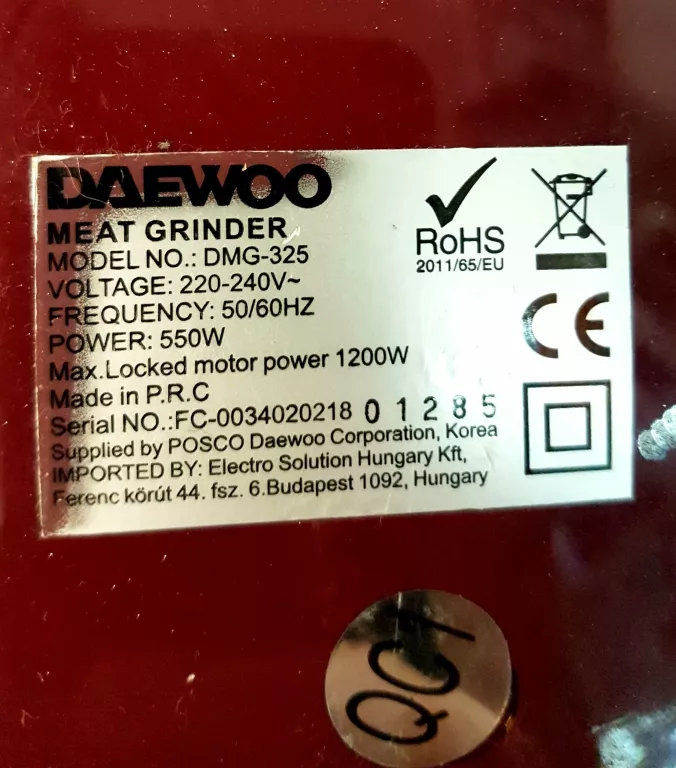 DAEWOO
MEAT GRINDER
MODEL NO.: DMG-325
VOLTAGE: 220-240V~
FREQUENCY: 50/60HZ
POWER: 550W
Max.Locked motor power 1200W
Made in P.R.C
Serial NO.:FC-0034020218 01285
Supplied by POSCO Daewoo Corporation, Korea
IMPORTED BY: Electro Solution Hungary Kft,
Ferenc körút 44. fsz. 6.Budapest 1092, Hungary
RoHS
2011/65/EU
CE
QC1